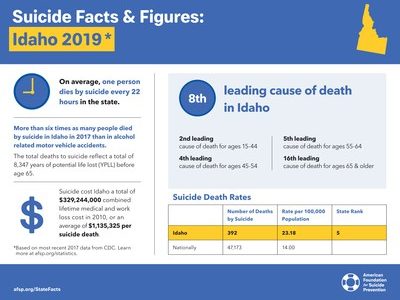 Suicide Facts & Figures:
Idaho 2019*
On average, one person
dies by suicide every 22
hours in the state.
More than six times as many people died
by suicide in Idaho in 2017 than in alcohol
related motor vehicle accidents.
The total deaths to suicide reflect a total of
8,347 years of potential life lost (YPLL) before
age 65.
$
Suicide cost Idaho a total of
$329,244,000 combined
lifetime medical and work
loss cost in 2010, or an
average of $1,135,325 per
suicide death.
*Based on most recent 2017 data from CDC. Learn
more at afsp.org/statistics.
8th
leading cause of death
in Idaho
2nd leading
cause of death for ages 15-44
4th leading
cause of death for ages 45-54
5th leading
cause of death for ages 55-64
16th leading
cause of death for ages 65 & older
Suicide Death Rates
Number of Deaths by Suicide Rate per 100,000 Population State Rank
Idaho 392 23.18 5
Nationally 47,173 14.00
afsp.org/StateFacts
American
Foundation
for Suicide
Prevention